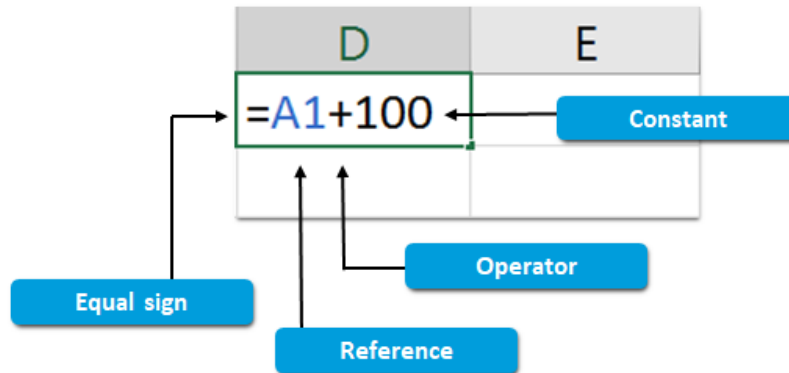 D E
=A1+100
Constant
Operator
Equal sign
Reference